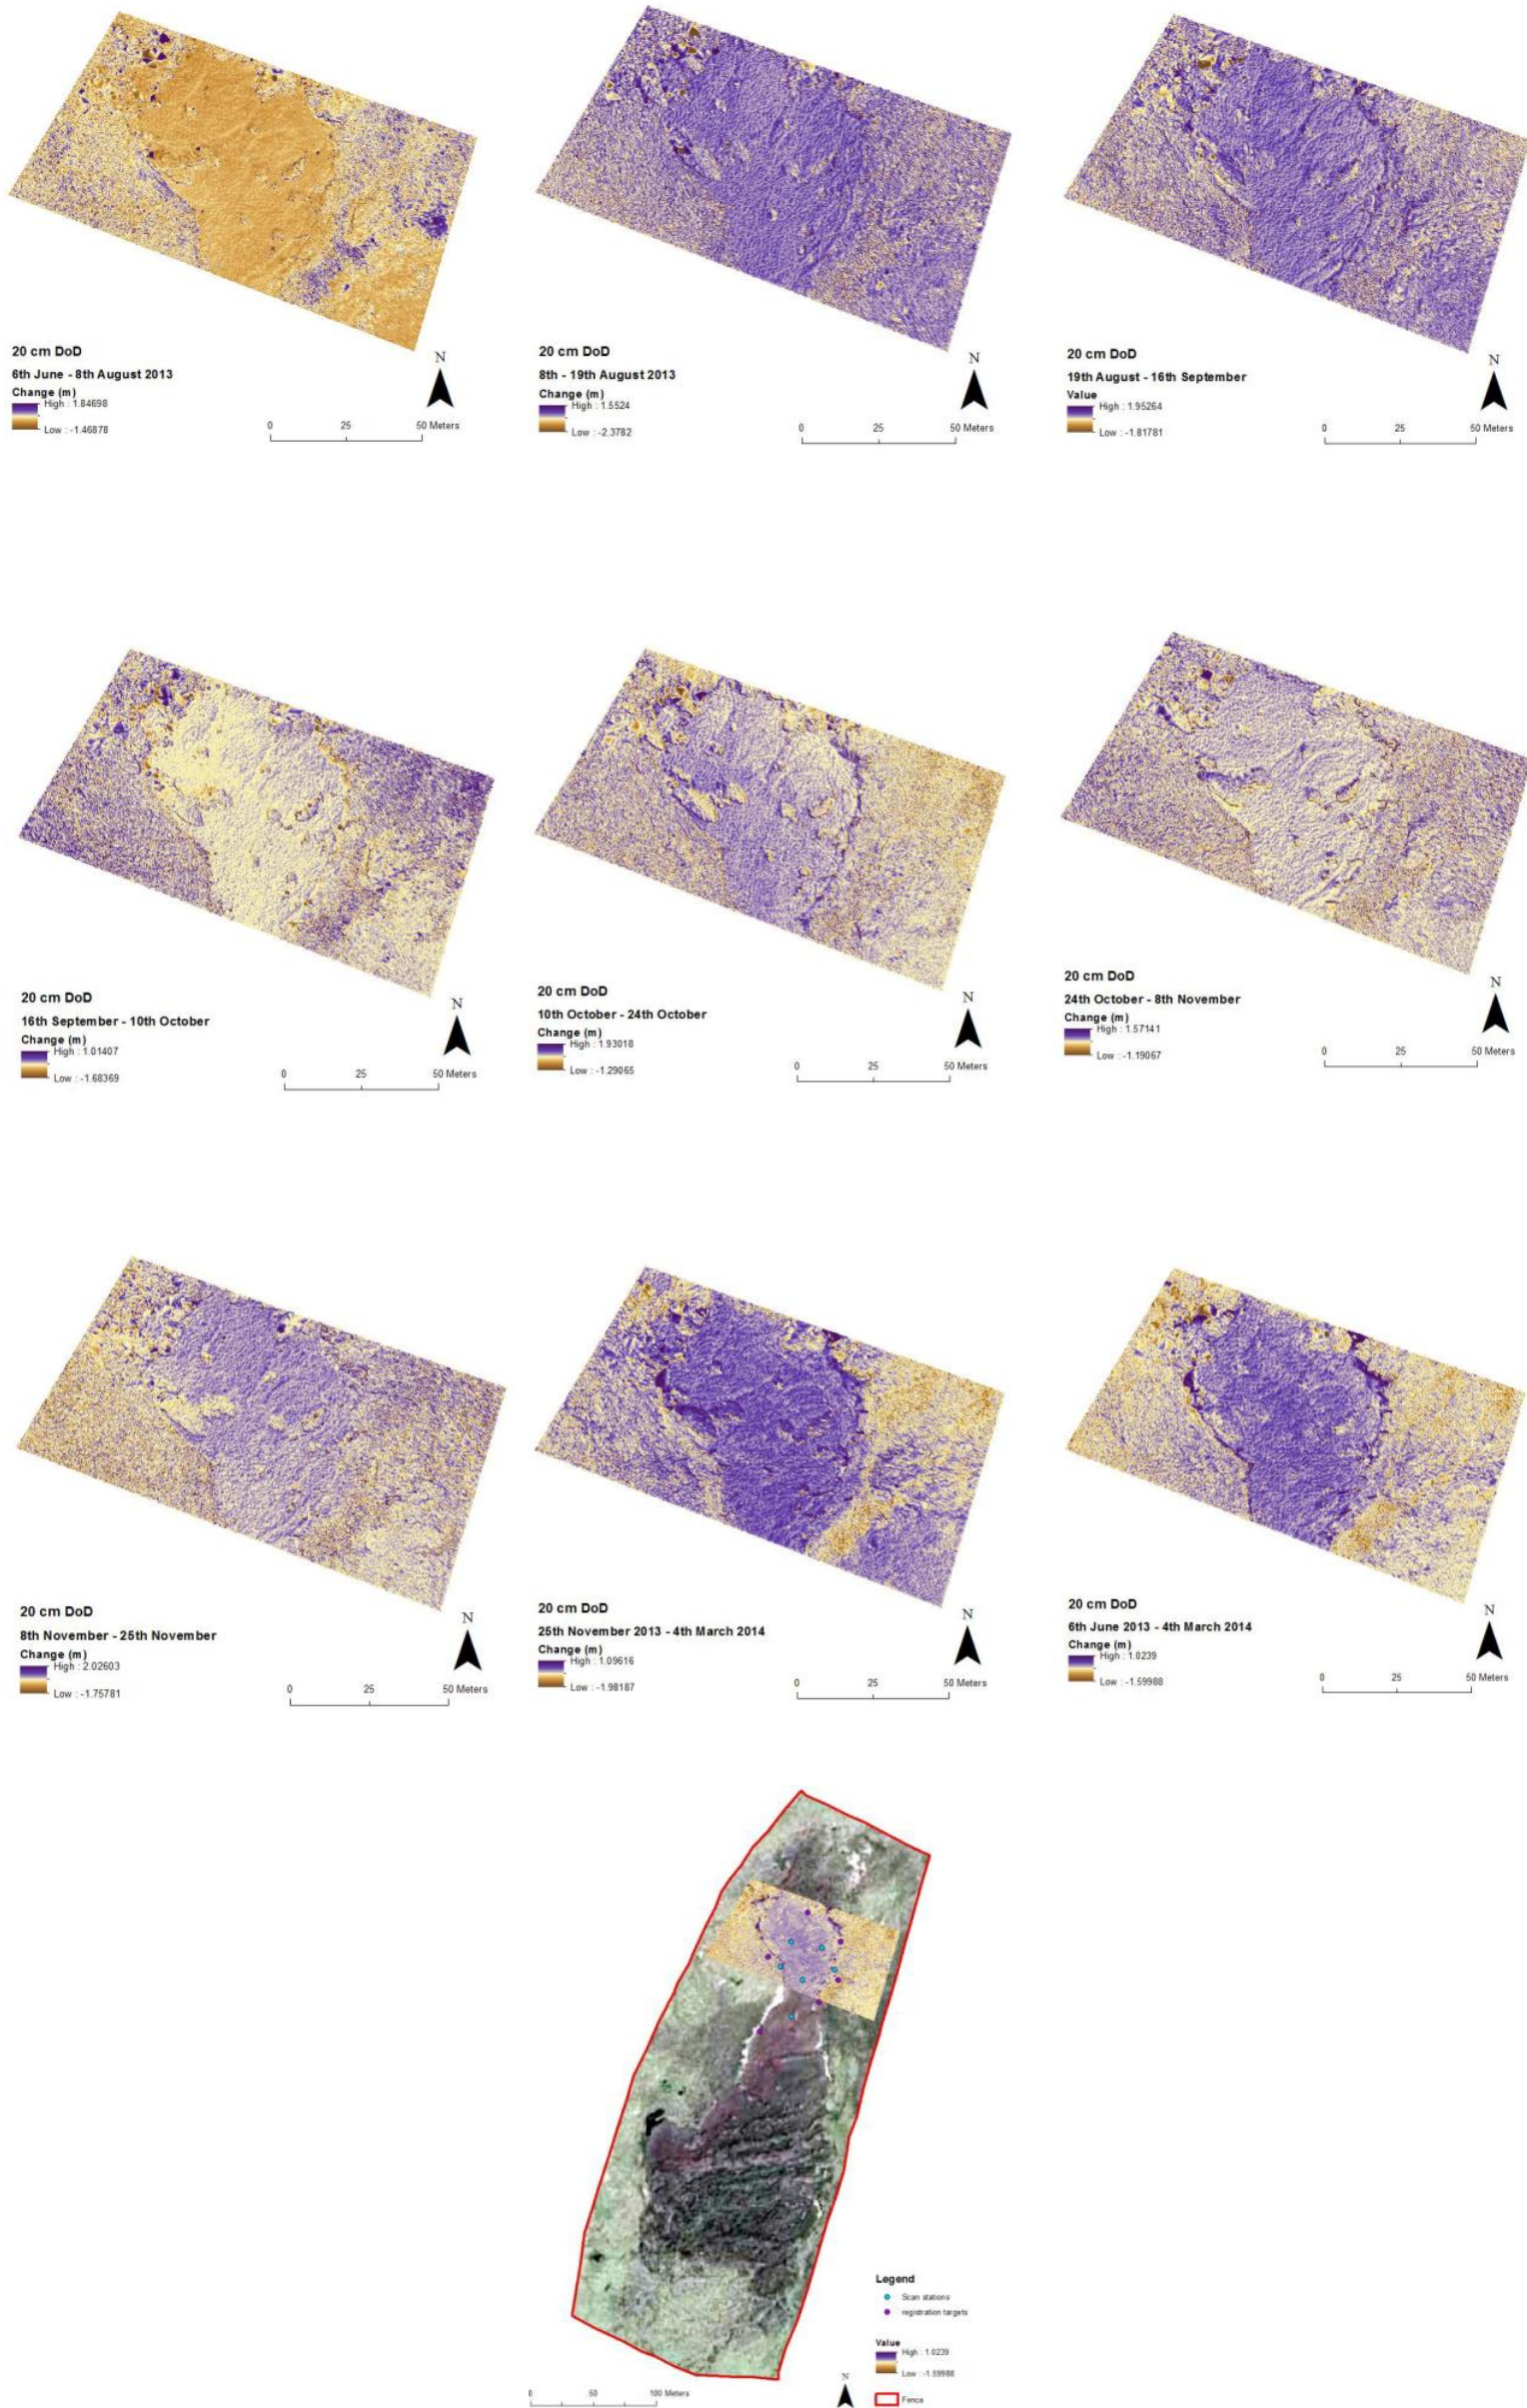 20 cm DoD
6th June - 8th August 2013
Change (m)
High : 1.84698
Low : -1.46878
N
0 25 50 Meters
20 cm DoD
8th - 19th August 2013
Change (m)
High : 1.5524
Low : -2.3782
N
0 25 50 Meters
20 cm DoD
19th August - 16th September
Value
High : 1.95264
Low : -1.81781
N
0 25 50 Meters
20 cm DoD
16th September - 10th October
Change (m)
High : 1.01407
Low : -1.68369
N
0 25 50 Meters
20 cm DoD
10th October - 24th October
Change (m)
High : 1.93018
Low : -1.29065
N
0 25 50 Meters
20 cm DoD
24th October - 8th November
Change (m)
High : 1.57141
Low : -1.19067
N
0 25 50 Meters
20 cm DoD
8th November - 25th November
Change (m)
High : 2.02603
Low : -1.75781
N
0 25 50 Meters
20 cm DoD
25th November 2013 - 4th March 2014
Change (m)
High : 1.09616
Low : -1.98187
N
0 25 50 Meters
20 cm DoD
6th June 2013 - 4th March 2014
Change (m)
High : 1.0239
Low : -1.59988
N
0 25 50 Meters
Legend
Scan stations
registration targets
Value
High : 1.0239
Low : -1.59988
Fence
N
0 50 100 Meters